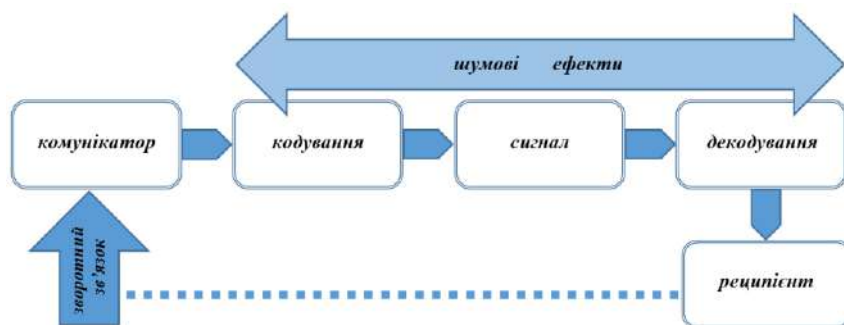 шумові ефекти
комунікатор
кодування
сигнал
декодування
зворотний
зв’язок
реципієнт